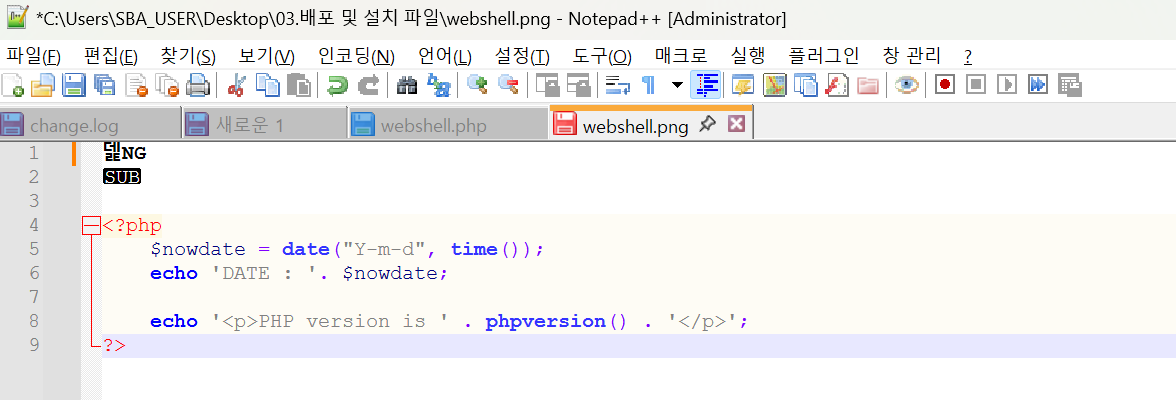 *C:\Users\SBA_USER\Desktop\03.배포 및 설치 파일\webshell.png - Notepad++ [Administrator]
파일(F) 편집(E) 찾기(S) 보기(V) 인코딩(N) 언어(L) 설정(T) 도구(O) 매크로 실행 플러그인 창 관리 ?
change.log 새로운 1 webshell.php webshell.png
1 NG
2 SUB
3
4 <?php
5 $nowdate = date("Y-m-d", time());
6 echo 'DATE : '. $nowdate;
7
8 echo '<p>PHP version is ' . phpversion() . '</p>';
9 ?>